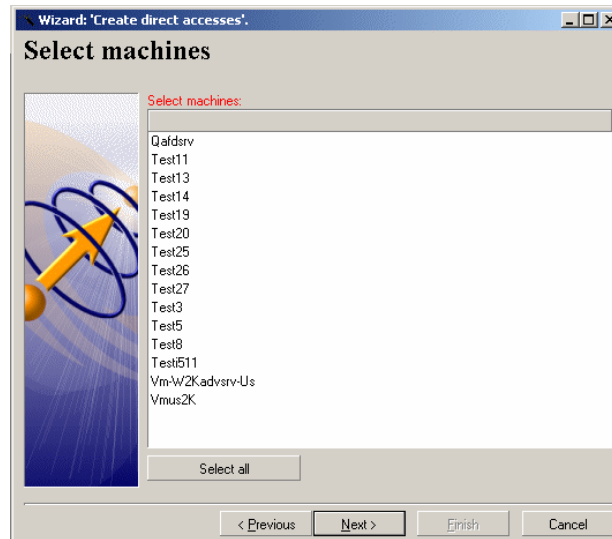 Wizard: 'Create direct accesses'.
Select machines
Select machines:
Qafdsrv
Test11
Test13
Test14
Test19
Test20
Test25
Test26
Test27
Test3
Test5
Test8
Testi511
Vm-W2Kadvsrv-Us
Vmus2K
Select all
< Previous Next > Finish Cancel